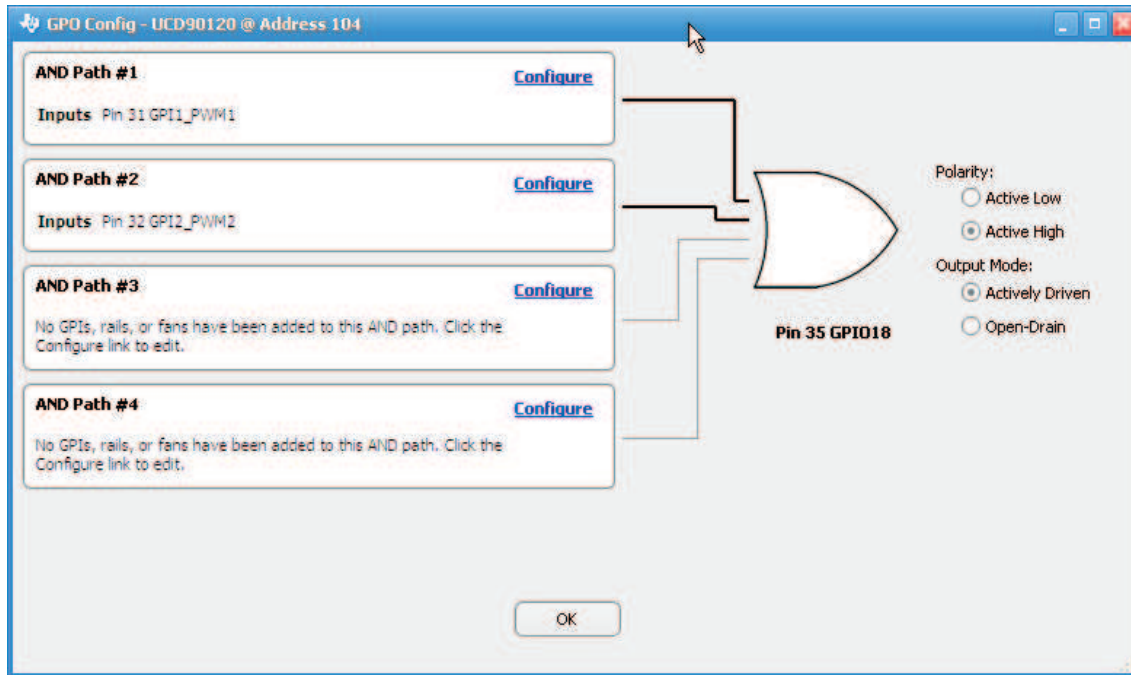 GPO Config - UCD90120 @ Address 104
AND Path #1
Configure
Inputs Pin 31 GPI1_PWM1
AND Path #2
Configure
Inputs Pin 32 GPI2_PWM2
AND Path #3
Configure
No GPIs, rails, or fans have been added to this AND path. Click the
Configure link to edit.
AND Path #4
Configure
No GPIs, rails, or fans have been added to this AND path. Click the
Configure link to edit.
Pin 35 GPIO18
Polarity:
Active Low
Active High
Output Mode:
Actively Driven
Open-Drain
OK